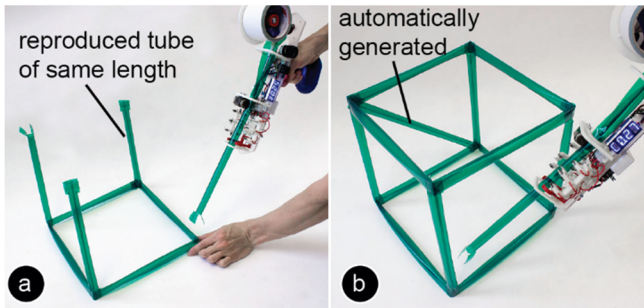 reproduced tube
of same length
automatically
generated
a
b